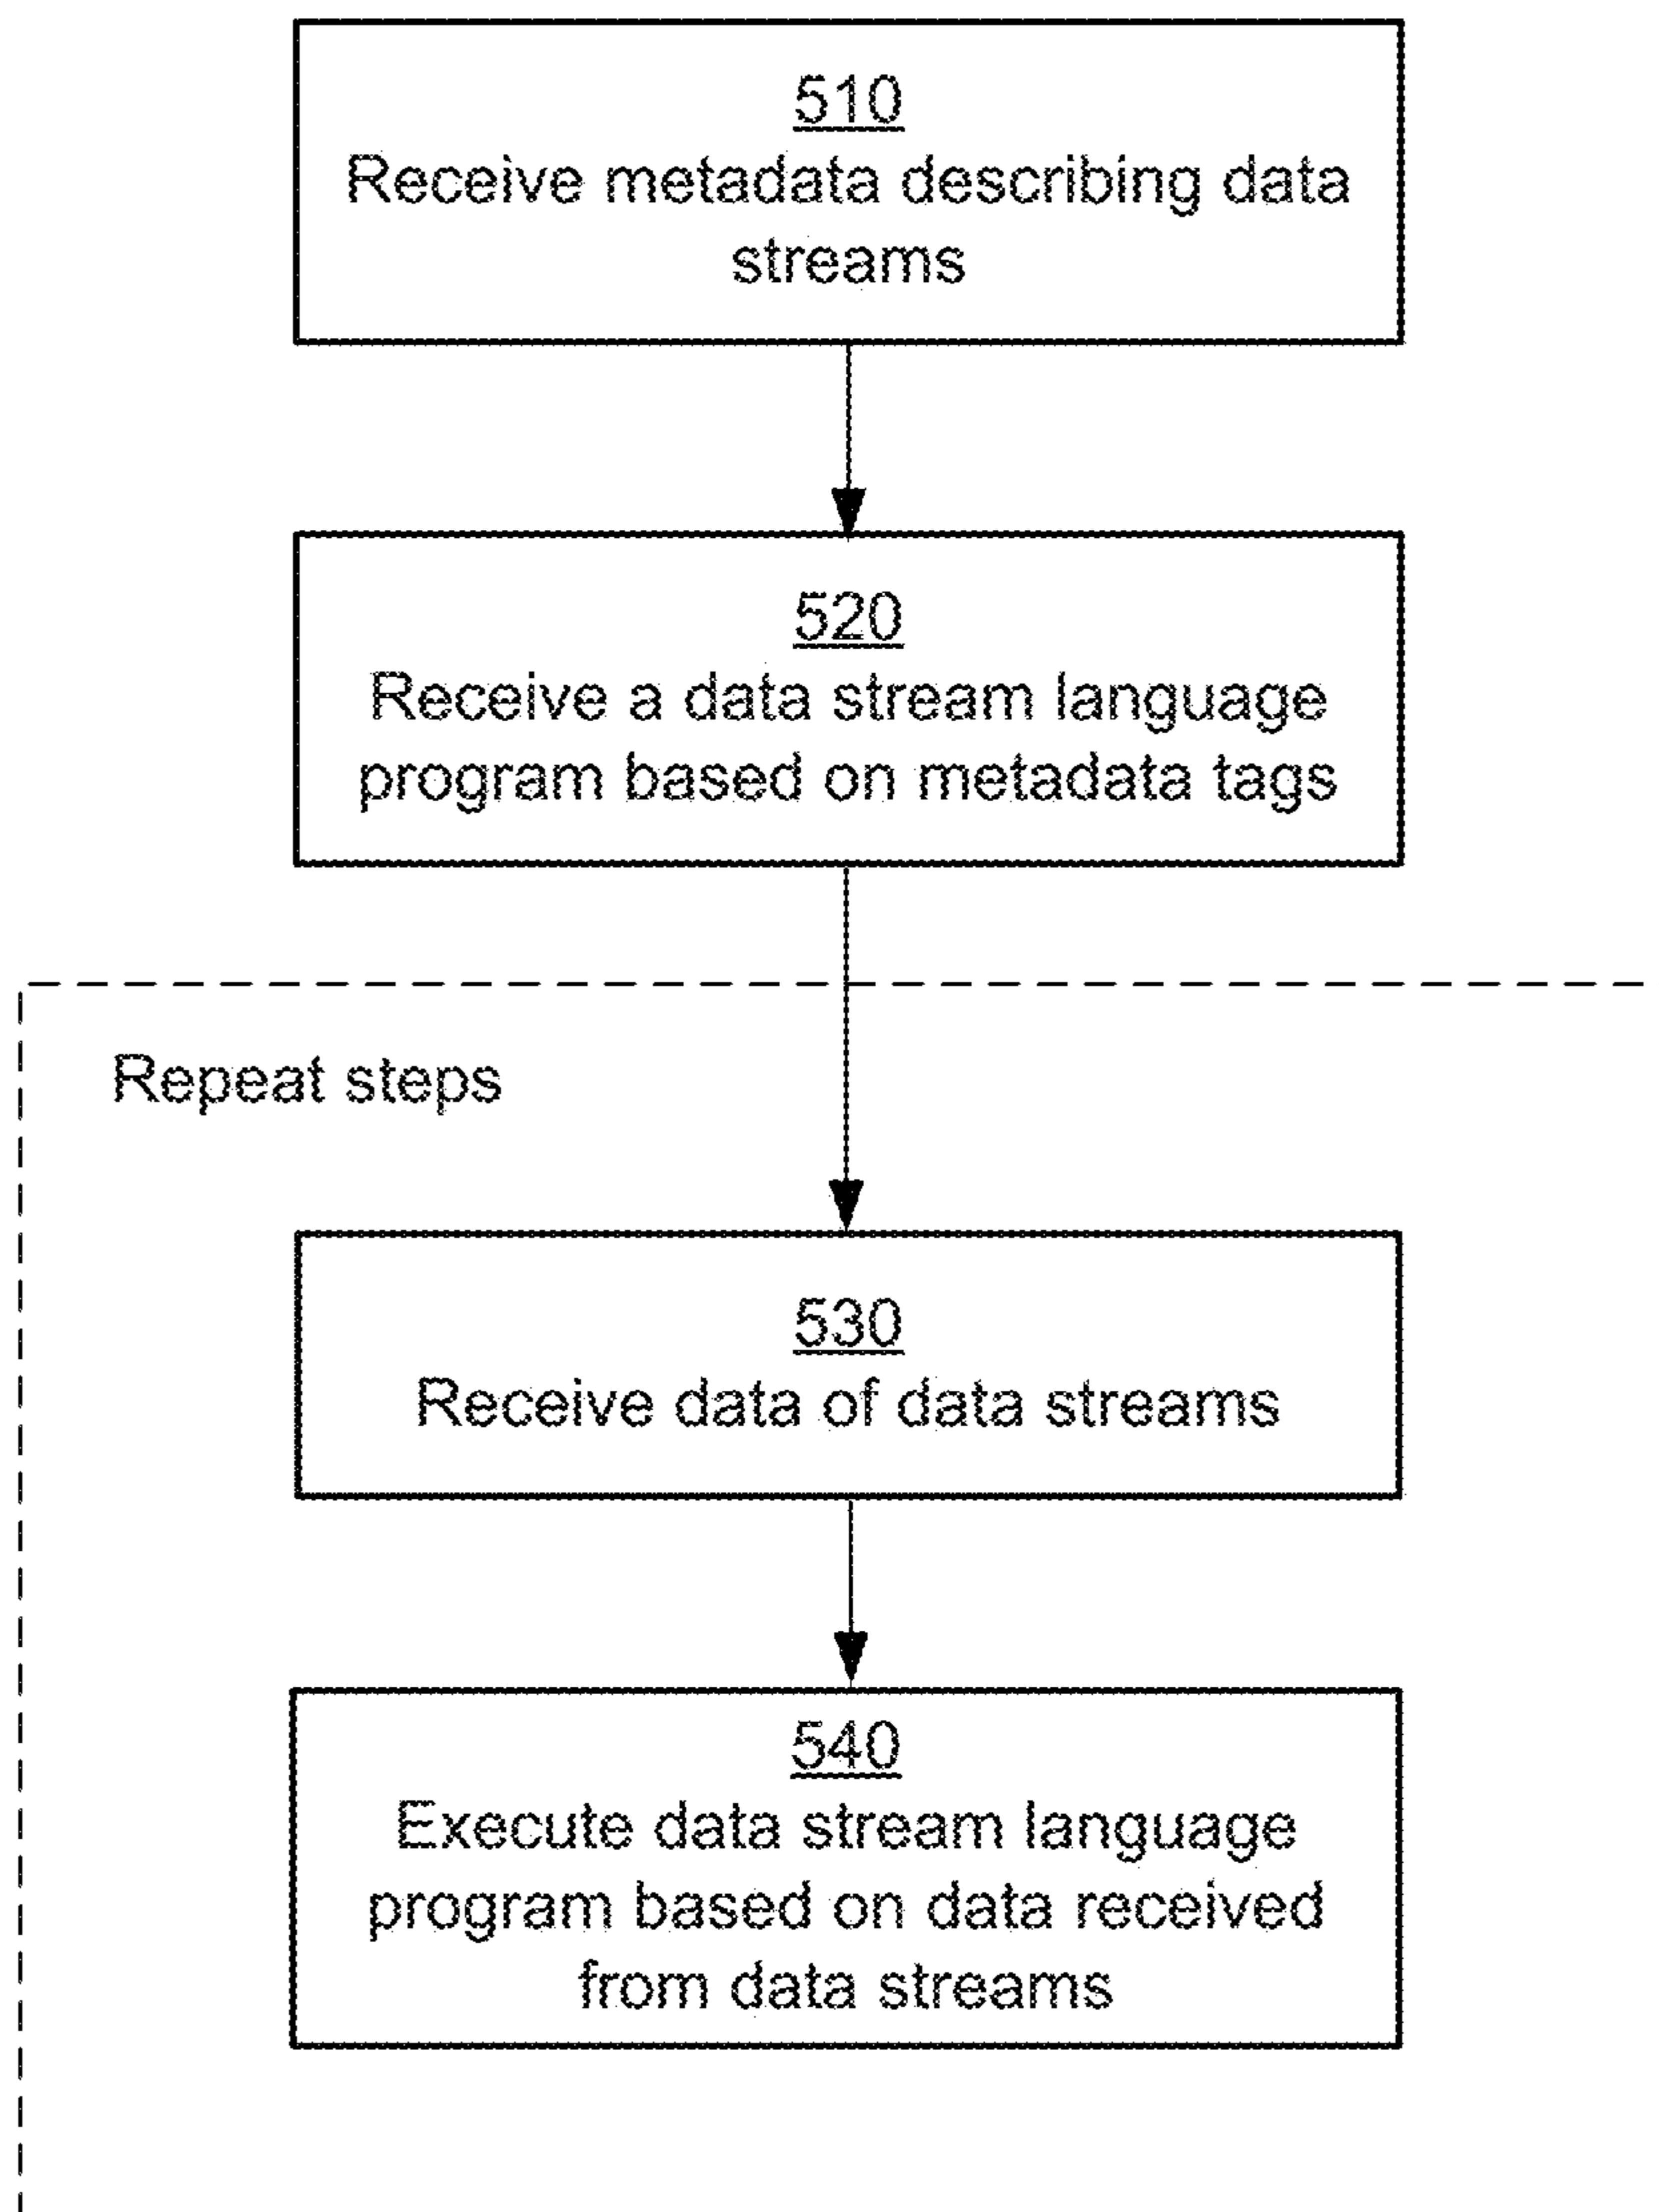 510
Receive metadata describing data
streams
520
Receive a data stream language
program based on metadata tags
Repeat steps
530
Receive data of data streams
540
Execute data stream language
program based on data received
from data streams